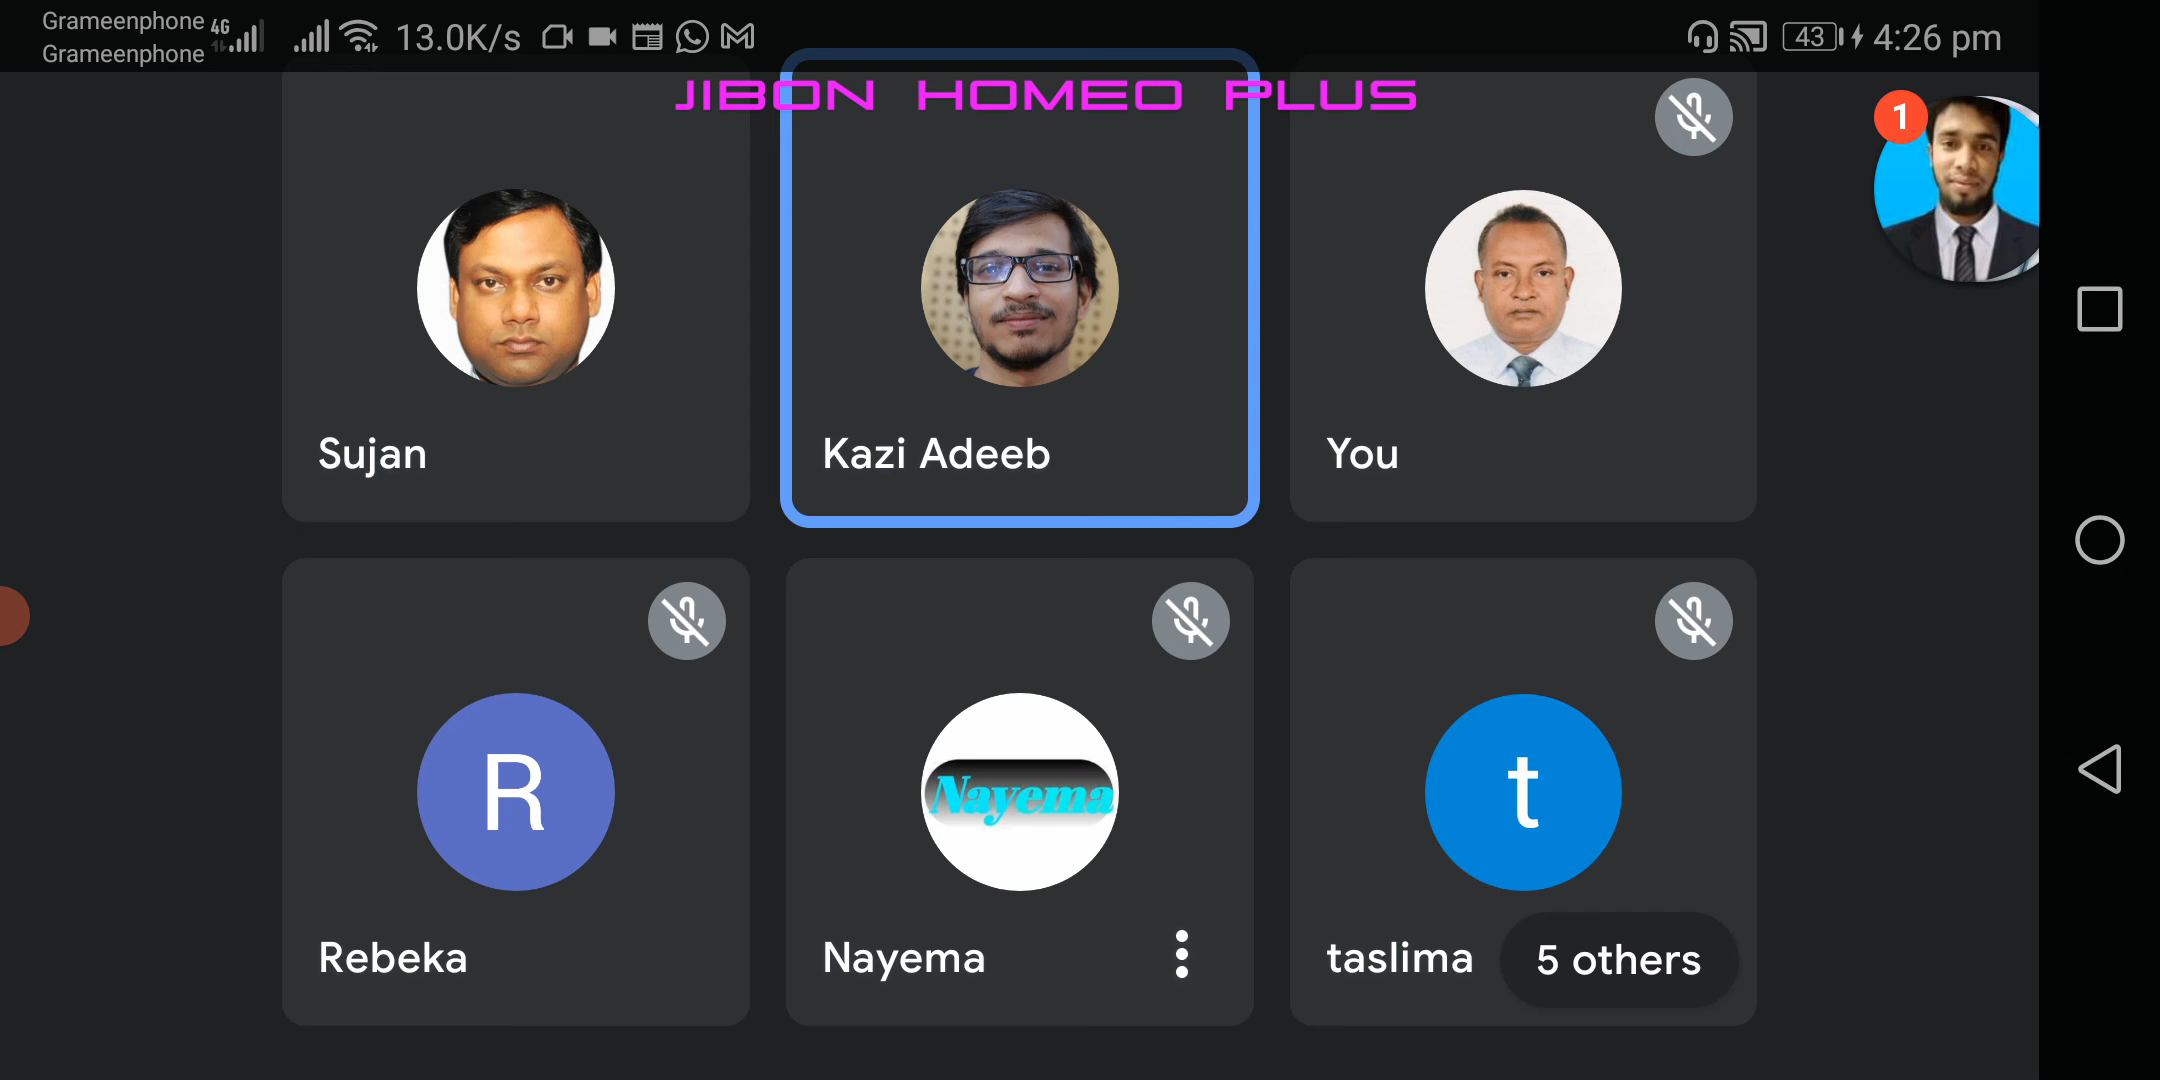 Grameenphone 4G 13.0K/s 43 4:26 pm
Grameenphone
JIBON HOMEO PLUS
1
Sujan Kazi Adeeb You
R Nayema t
Rebeka Nayema taslima 5 others